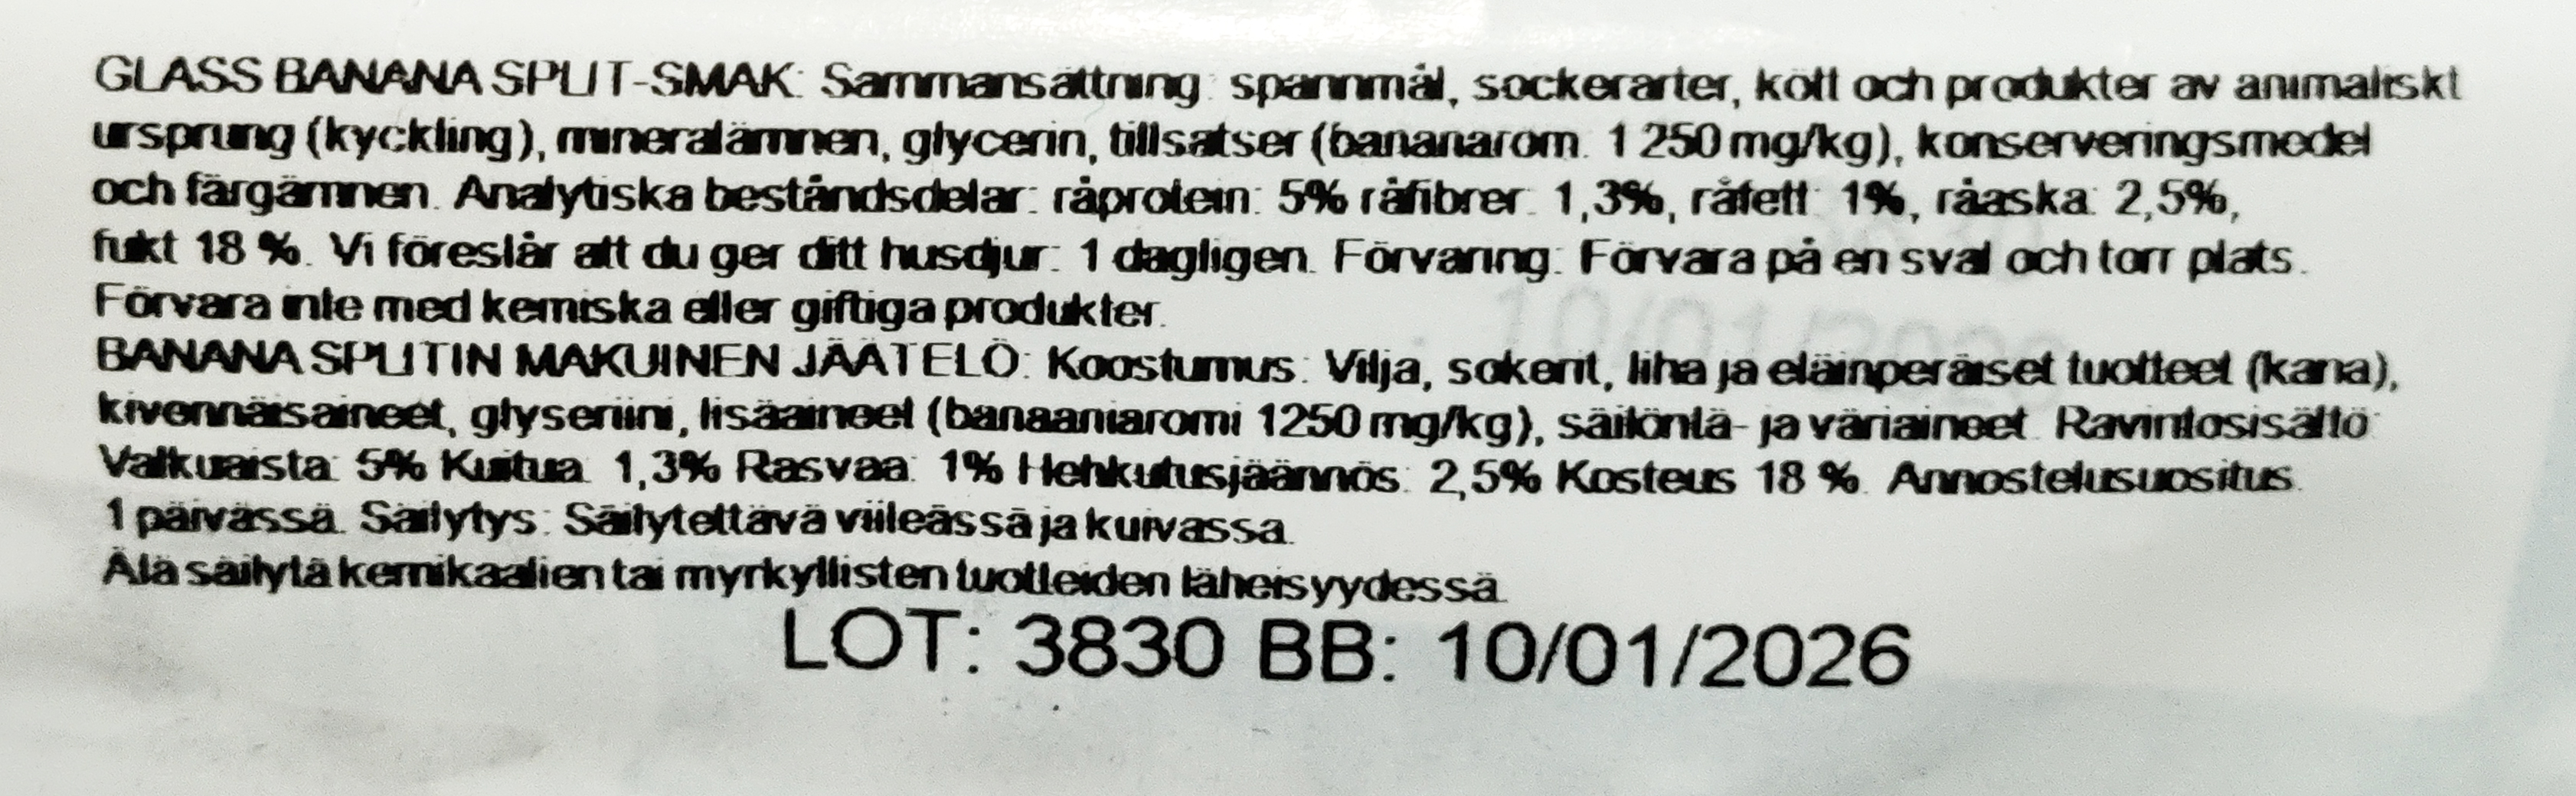 GLASS BANANA SPLIT-SMAK: Sammansättning: spannmål, sockerarter, kött och produkter av animaliskt
ursprung (kyckling), mineralämnen, glycerin, tillsatser (bananarom. 1 250 mg/kg), konserveringsmedel
och färgämnen. Analytiska beståndsdelar: råprotein: 5% råfibrer: 1,3%, råfett: 1%, råaska: 2,5%,
fukt 18 %. Vi föreslår att du ger ditt husdjur: 1 dagligen. Förvaring: Förvara på en sval och torr plats.
Förvara inte med kemiska eller giftiga produkter.
BANANA SPLITIN MAKUINEN JÄÄTELÖ: Koostumus: Vilja, sokerit, liha ja eläinperäiset tuotteet (kana),
kivennäisaineet, glyseriini, lisäaineet (banaaniaromi 1250 mg/kg), säilöntä- ja väriaineet. Ravintosisältö:
Valkuaista: 5% Kuitua: 1,3% Rasvaa: 1% Hehkutusjäännös: 2,5% Kosteus 18 %. Annostelusuositus:
1 päivässä. Säilytys: Säilytettävä viileässä ja kuivassa.
Älä säilytä kemikaalien tai myrkyllisten tuotteiden läheisyydessä.
LOT: 3830 BB: 10/01/2026